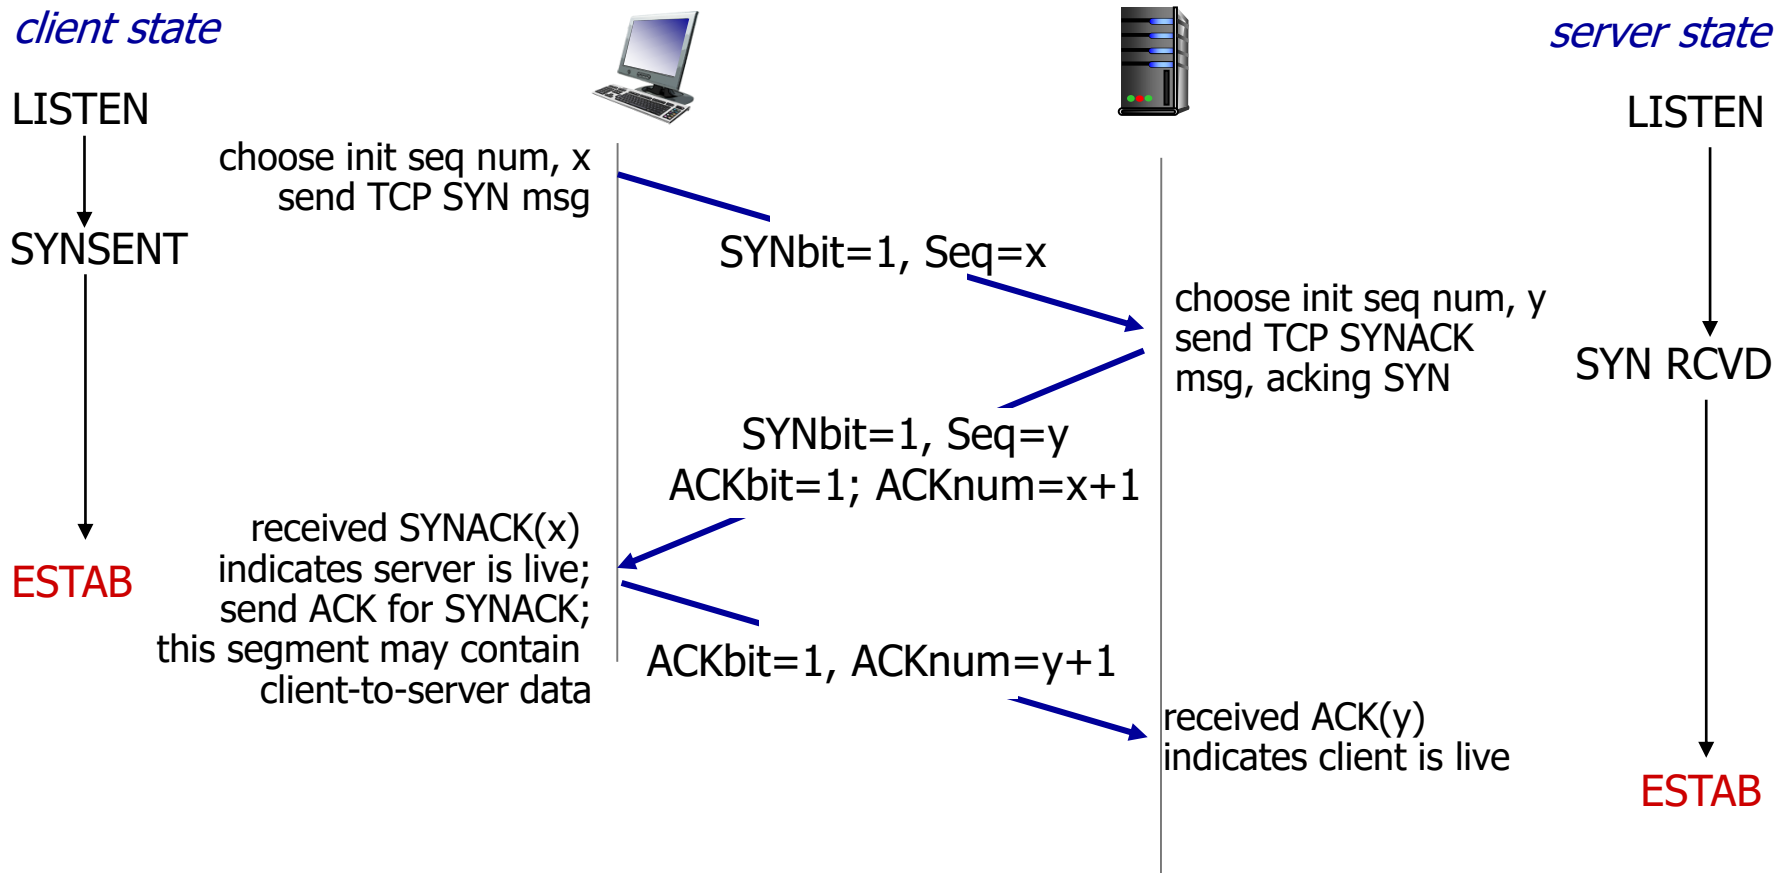 client state
server state
LISTEN
LISTEN
choose init seq num, x
send TCP SYN msg
SYNSENT
SYNbit=1, Seq=x
choose init seq num, y
send TCP SYNACK
msg, acking SYN
SYN RCVD
SYNbit=1, Seq=y
ACKbit=1; ACKnum=x+1
received SYNACK(x)
indicates server is live;
send ACK for SYNACK;
this segment may contain
client-to-server data
ESTAB
ACKbit=1, ACKnum=y+1
received ACK(y)
indicates client is live
ESTAB